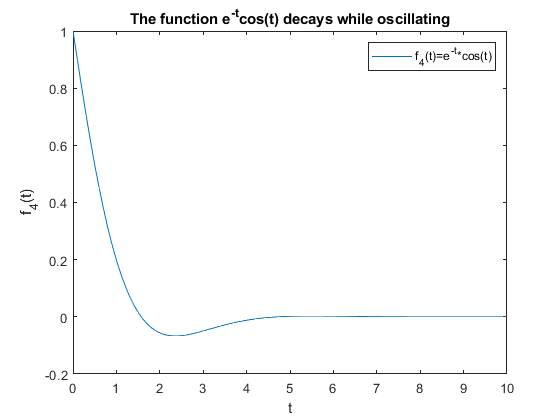 The function e^-t cos(t) decays while oscillating
f_4(t)=e^-t*cos(t)
f_4(t)
1
0.8
0.6
0.4
0.2
0
-0.2
0 1 2 3 4 5 6 7 8 9 10
t